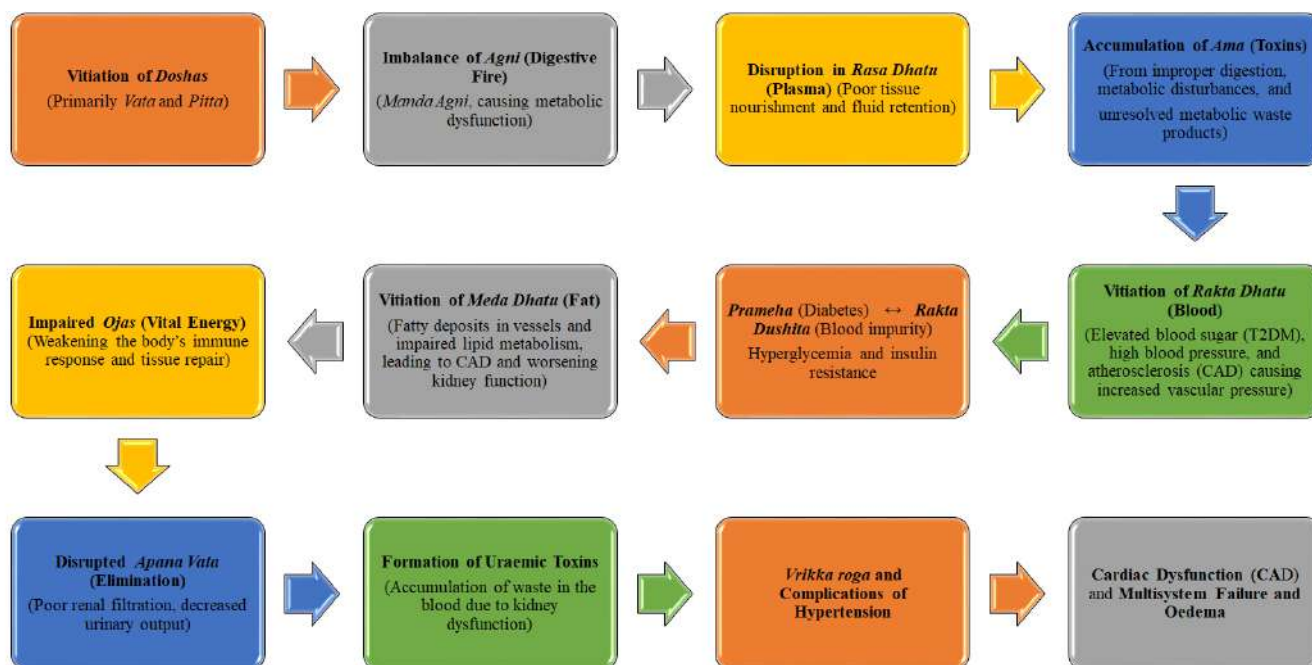 Vitiation of Doshas
(Primarily Vata and Pitta)
Imbalance of Agni (Digestive
Fire)
(Manda Agni, causing metabolic
dysfunction)
Disruption in Rasa Dhatu
(Plasma) (Poor tissue
nourishment and fluid retention)
Accumulation of Ama (Toxins)
(From improper digestion,
metabolic disturbances, and
unresolved metabolic waste
products)
Vitiation of Rakta Dhatu
(Blood)
(Elevated blood sugar (T2DM),
high blood pressure, and
atherosclerosis (CAD) causing
increased vascular pressure)
Prameha (Diabetes) ↔ Rakta
Dushita (Blood impurity)
Hyperglycemia and insulin
resistance
Vitiation of Meda Dhatu (Fat)
(Fatty deposits in vessels and
impaired lipid metabolism,
leading to CAD and worsening
kidney function)
Impaired Ojas (Vital Energy)
(Weakening the body's immune
response and tissue repair)
Disrupted Apana Vata
(Elimination)
(Poor renal filtration, decreased
urinary output)
Formation of Uraemic Toxins
(Accumulation of waste in the
blood due to kidney
dysfunction)
Vrikka roga and
Complications of
Hypertension
Cardiac Dysfunction (CAD)
and Multisystem Failure and
Oedema